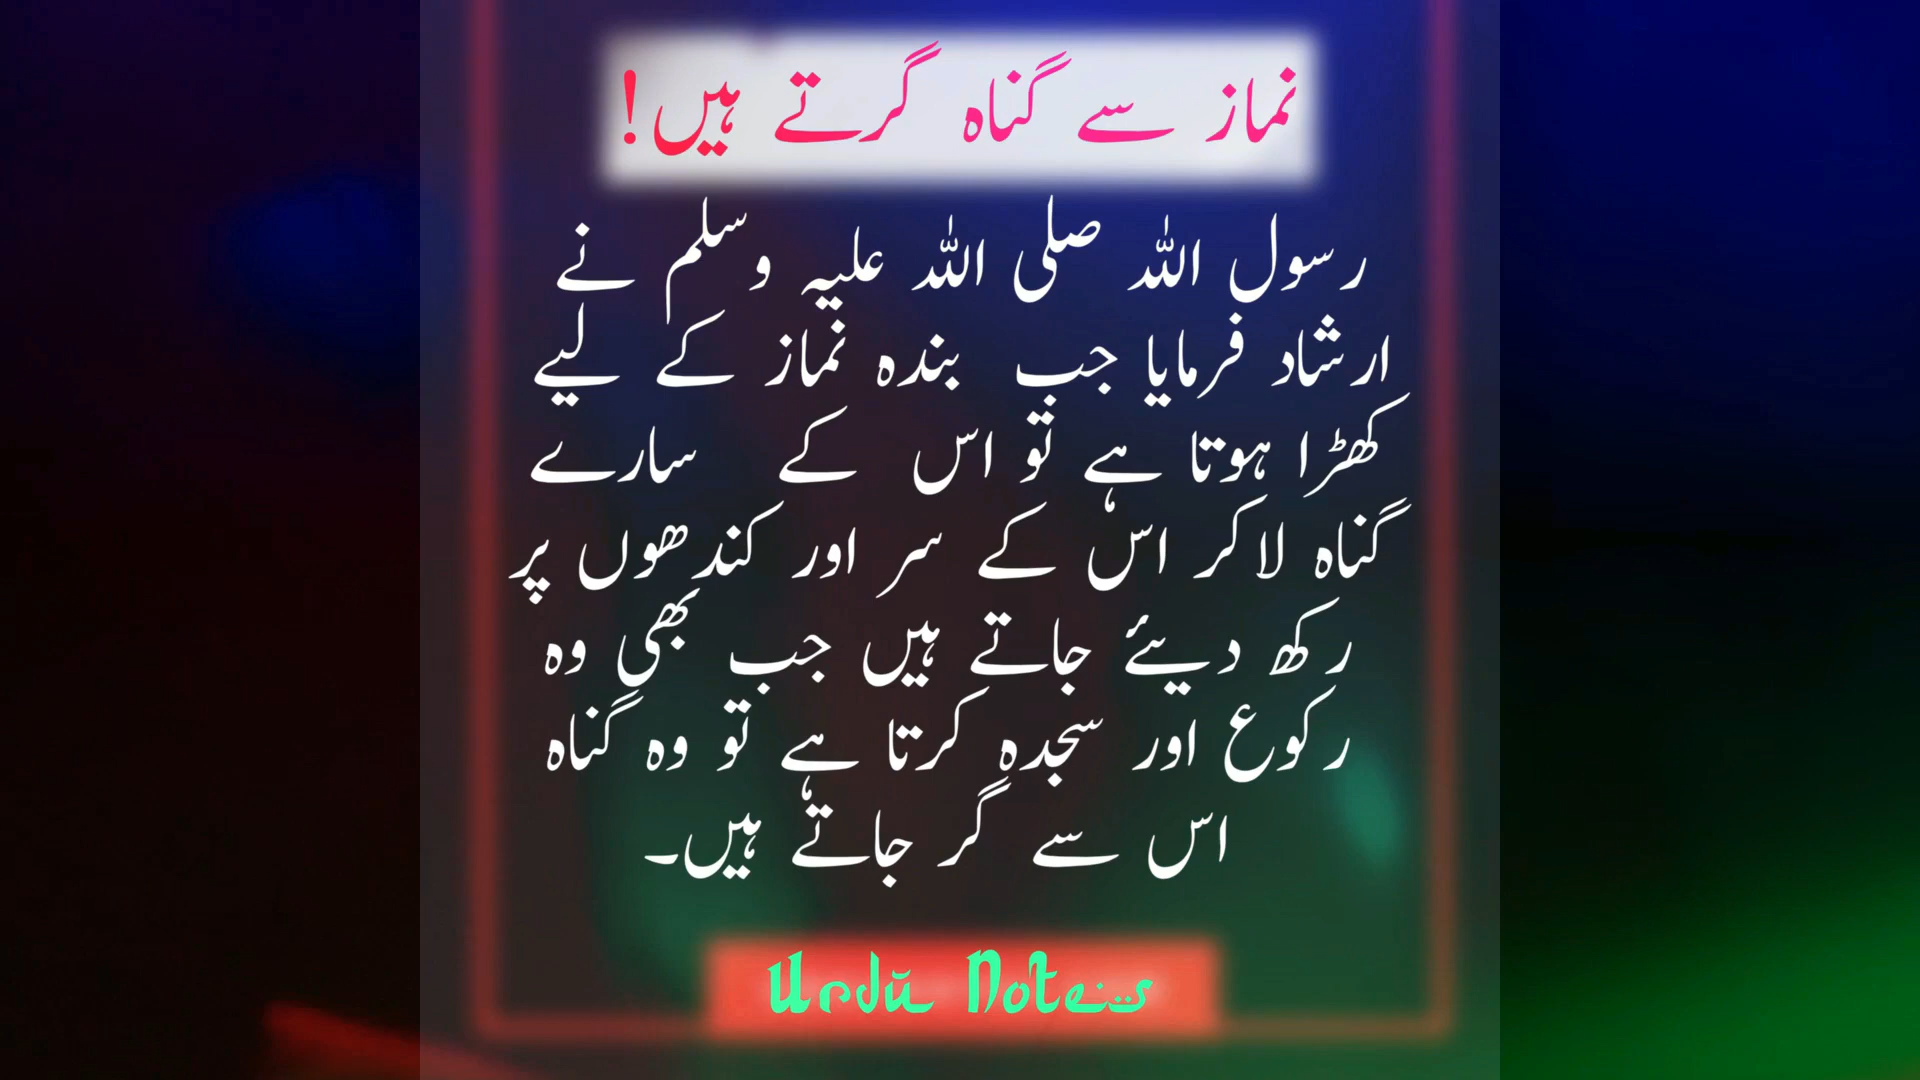 نماز سے گناہ گرتے ہیں!
رسول اللہ صلی اللہ علیہ وسلم نے
ارشاد فرمایا جب بندہ نماز کے لیے
کھڑا ہوتا ہے تو اس کے سارے
گناہ لاکر اس کے سر اور کندھوں پر
رکھ دیئے جاتے ہیں جب بھی وہ
رکوع اور سجدہ کرتا ہے تو وہ گناہ
اس سے گر جاتے ہیں۔
Urdu Notes